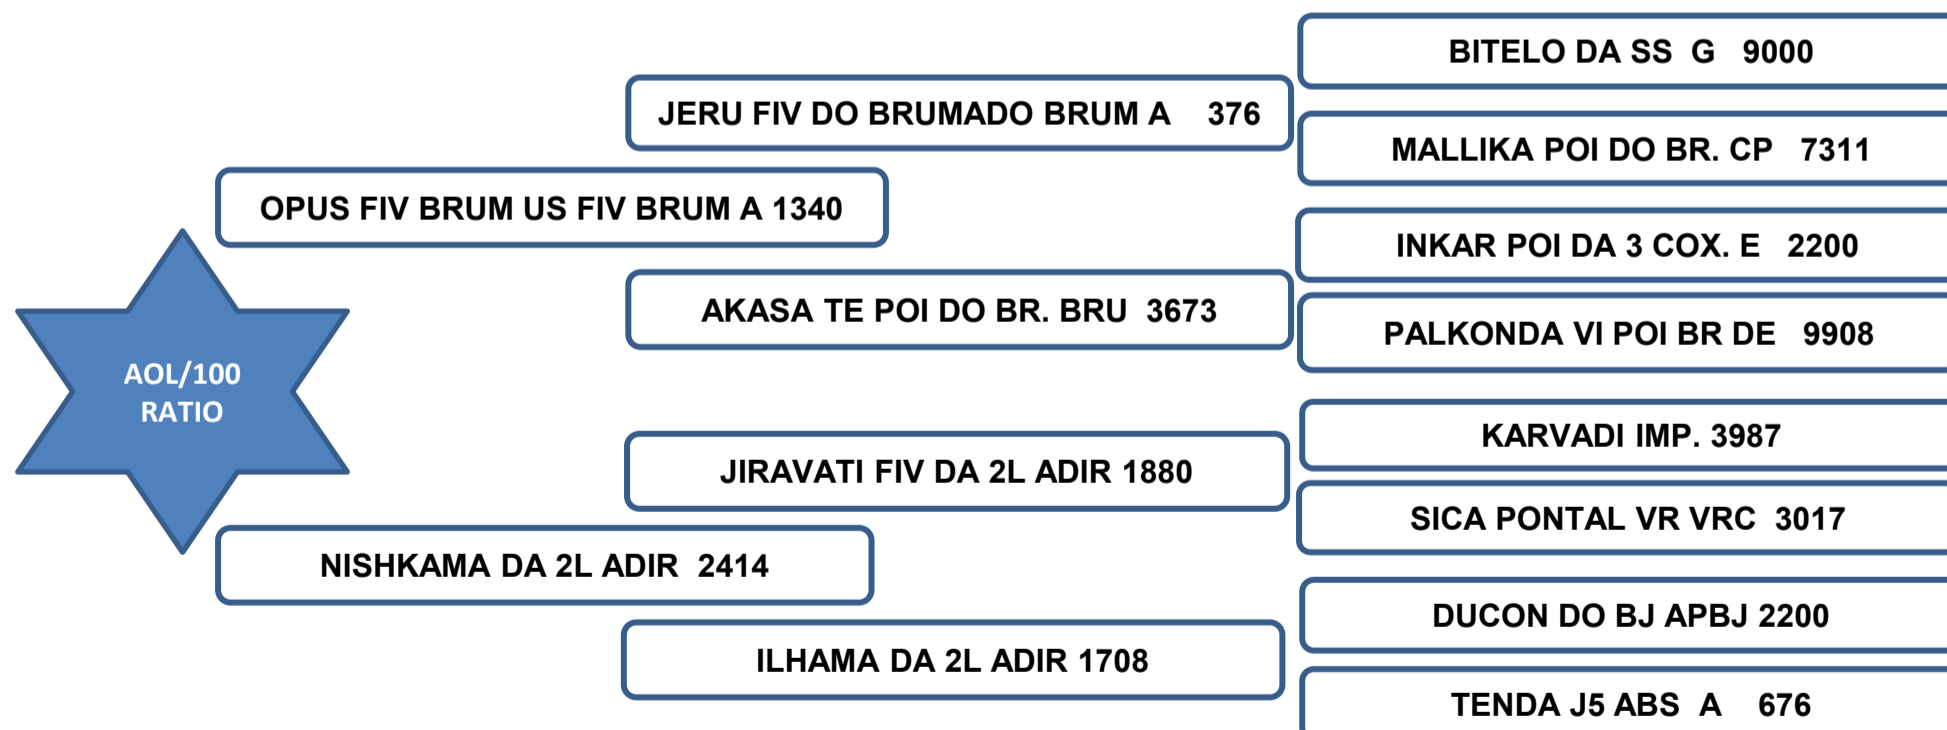 BITELO DA SS G 9000
JERU FIV DO BRUMADO BRUM A 376
MALLIKA POI DO BR. CP 7311
OPUS FIV BRUM US FIV BRUM A 1340
INKAR POI DA 3 COX. E 2200
AKASA TE POI DO BR. BRU 3673
PALKONDA VI POI BR DE 9908
AOL/100
RATIO
KARVADI IMP. 3987
JIRAVATI FIV DA 2L ADIR 1880
SICA PONTAL VR VRC 3017
NISHKAMA DA 2L ADIR 2414
DUCON DO BJ APBJ 2200
ILHAMA DA 2L ADIR 1708
TENDA J5 ABS A 676